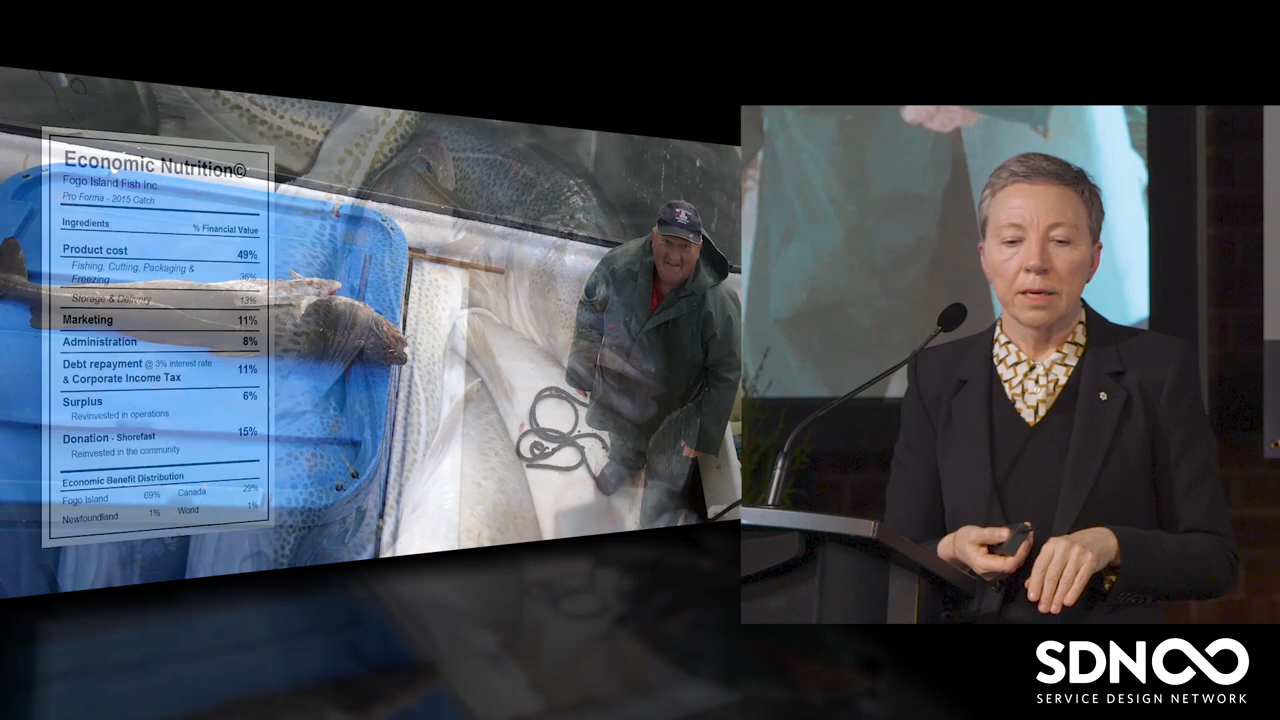 Economic Nutrition©
Fogo Island Fish Inc
Pro Forma - 2015 Catch
Ingredients % Financial Value
Product cost 49%
Fishing, Cutting, Packaging &
Freezing 36%
Storage & Delivery 13%
Marketing 11%
Administration 8%
Debt repayment @ 3% interest rate
& Corporate Income Tax 11%
Surplus 6%
Reinvested in operations
Donation - Shorefast 15%
Reinvested in the community
Economic Benefit Distribution
Fogo Island 69% Canada 29%
Newfoundland 1% World 1%
SDN
SERVICE DESIGN NETWORK